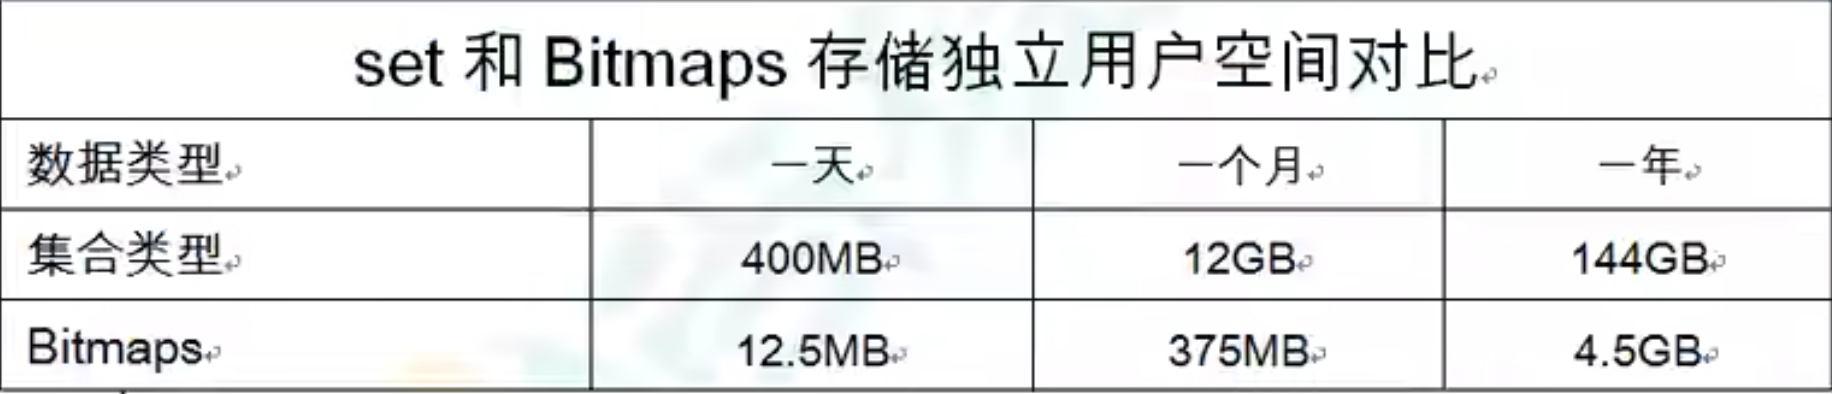 set 和 Bitmaps 存储独立用户空间对比
数据类型 一天 一个月 一年
集合类型 400MB 12GB 144GB
Bitmaps 12.5MB 375MB 4.5GB